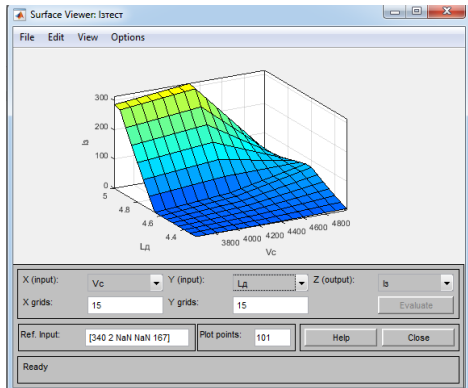 Surface Viewer: Iзтест
File Edit View Options
300
200
100
0
Iз
5
4.8
4.6
4.4
Lд
3800 4000 4200 4400 4600 4800
Vc
X (input): Vc Y (input): Lд Z (output): Iз
X grids: 15 Y grids: 15 Evaluate
Ref. Input: [340 2 NaN NaN 167] Plot points: 101 Help Close
Ready